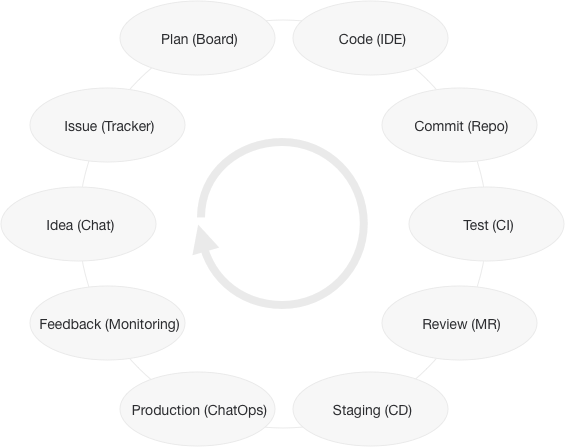 Plan (Board)
Code (IDE)
Issue (Tracker)
Commit (Repo)
Idea (Chat)
Test (CI)
Feedback (Monitoring)
Review (MR)
Production (ChatOps)
Staging (CD)